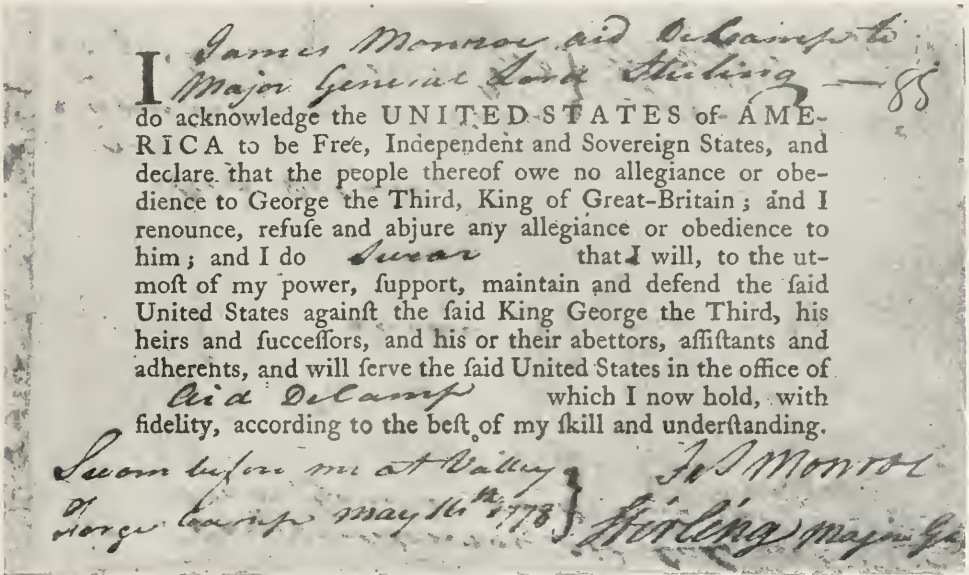 James Monroe aid DeCamp to
I Major General Lord Stirling — 85
do acknowledge the UNITED STATES of AME-
RICA to be Free, Independent and Sovereign States, and
declare that the people thereof owe no allegiance or obe-
dience to George the Third, King of Great-Britain; and I
renounce, refuſe and abjure any allegiance or obedience to
him; and I do swear that I will, to the ut-
moſt of my power, ſupport, maintain and defend the ſaid
United States againſt the ſaid King George the Third, his
heirs and ſucceſſors, and his or their abettors, aſſiſtants and
adherents, and will ſerve the ſaid United States in the office of
Aid DeCamp which I now hold, with
fidelity, according to the beſt of my ſkill and underſtanding.
Sworn before me at Valley
Forge Camp may 16th 1778
Jas Monroe
Stirling Major